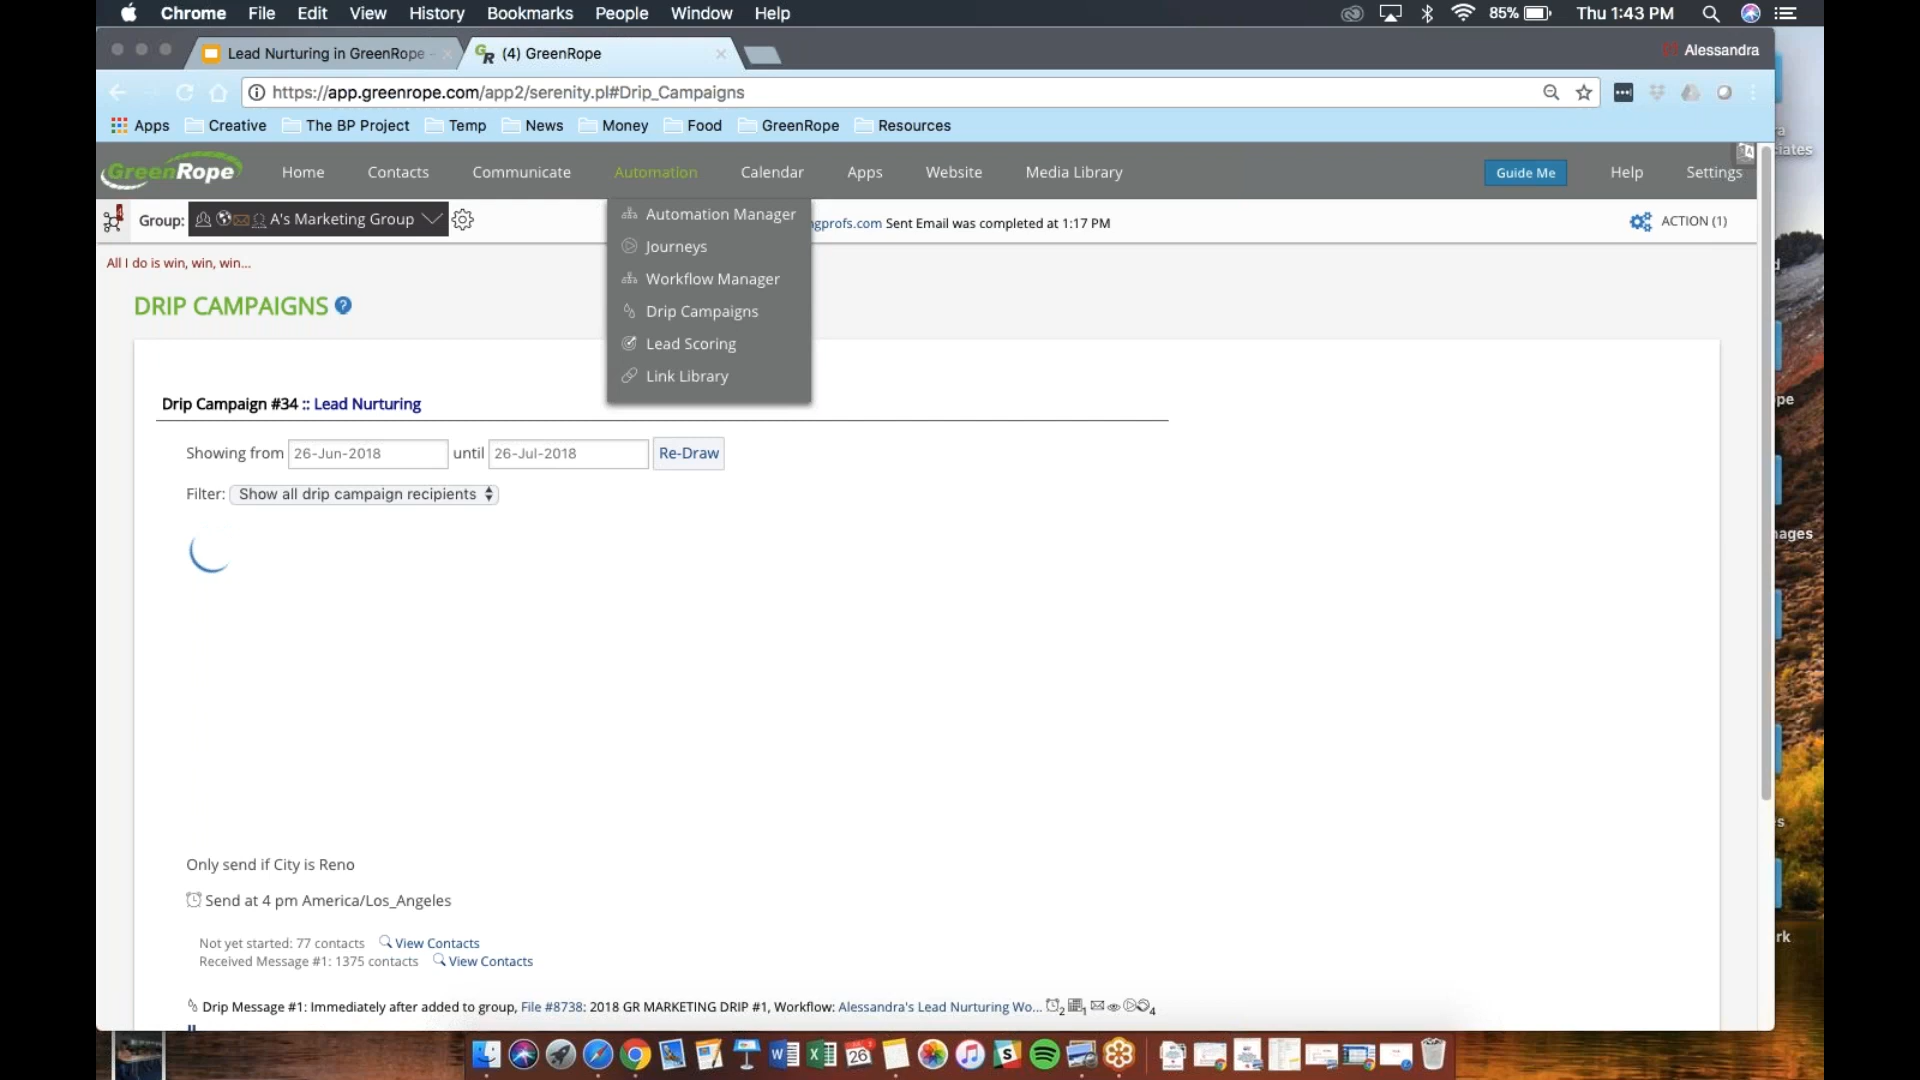 Chrome File Edit View History Bookmarks People Window Help 85% Thu 1:43 PM
Lead Nurturing in GreenRope - (4) GreenRope Alessandra
https://app.greenrope.com/app2/serenity.pl#Drip_Campaigns
Apps Creative The BP Project Temp News Money Food GreenRope Resources
GreenRope Home Contacts Communicate Automation Calendar Apps Website Media Library Guide Me Help Settings
Group: A's Marketing Group gprofs.com Sent Email was completed at 1:17 PM ACTION (1)
Automation Manager
Journeys
Workflow Manager
Drip Campaigns
Lead Scoring
Link Library
All I do is win, win, win...
DRIP CAMPAIGNS ?
Drip Campaign #34 :: Lead Nurturing
Showing from 26-Jun-2018 until 26-Jul-2018 Re-Draw
Filter: Show all drip campaign recipients
Only send if City is Reno
Send at 4 pm America/Los_Angeles
Not yet started: 77 contacts View Contacts
Received Message #1: 1375 contacts View Contacts
Drip Message #1: Immediately after added to group, File #8738: 2018 GR MARKETING DRIP #1, Workflow: Alessandra's Lead Nurturing Wo... 2 1 4
26